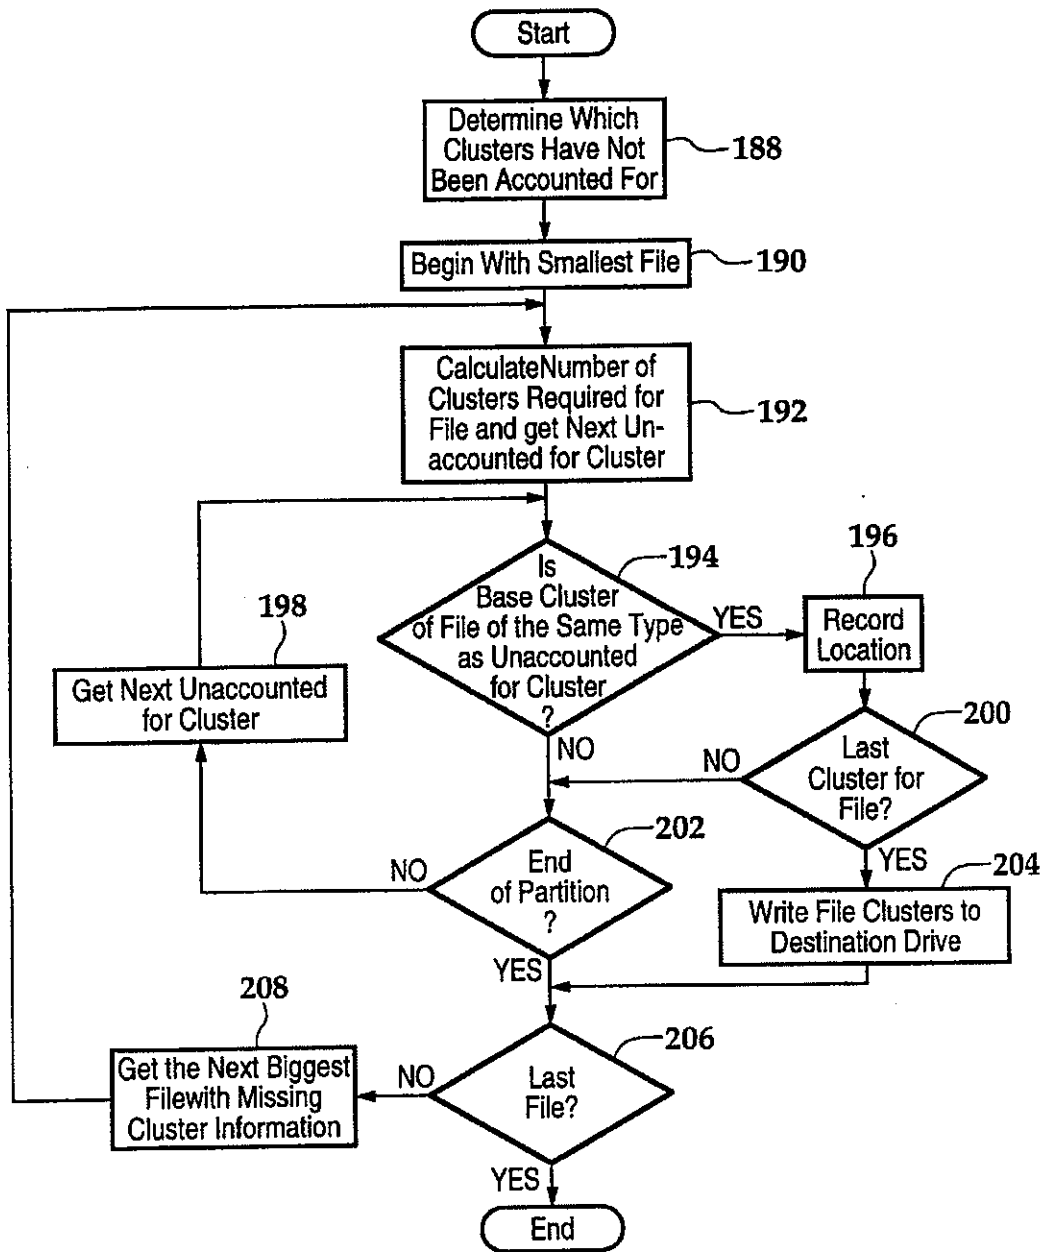 Start
Determine Which
Clusters Have Not
Been Accounted For
188
Begin With Smallest File
190
CalculateNumber of
Clusters Required for
File and get Next Un-
accounted for Cluster
192
Is
Base Cluster
of File of the Same Type
as Unaccounted
for Cluster
?
194
YES
NO
196
Record
Location
198
Get Next Unaccounted
for Cluster
200
Last
Cluster for
File?
NO
YES
202
End
of Partition
?
NO
YES
204
Write File Clusters to
Destination Drive
206
Last
File?
NO
YES
208
Get the Next Biggest
Filewith Missing
Cluster Information
End